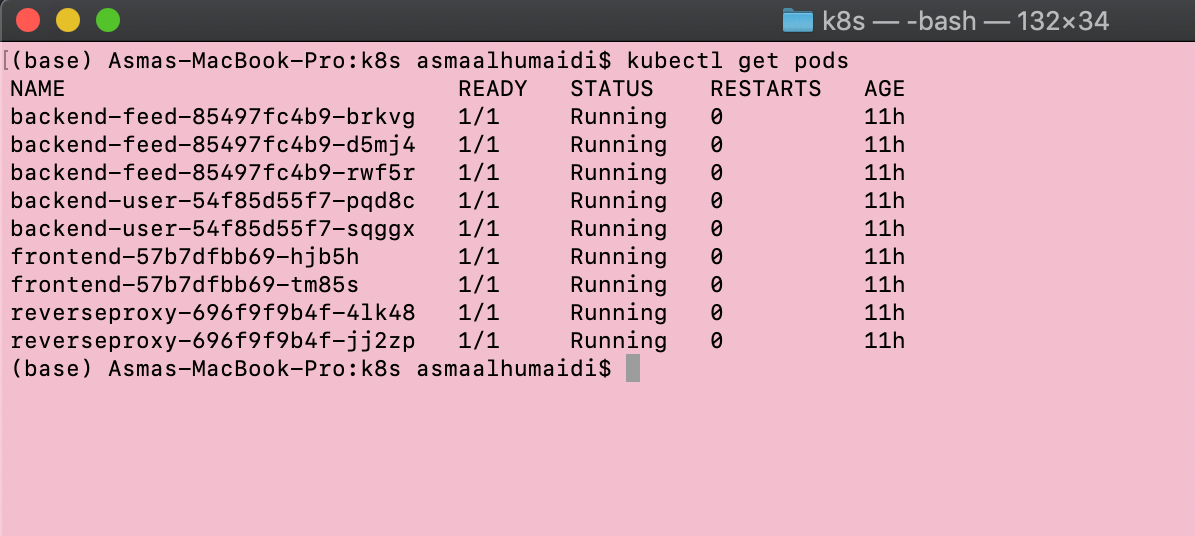 k8s — -bash — 132×34
(base) Asmas-MacBook-Pro:k8s asmaalhumaidi$ kubectl get pods
NAME READY STATUS RESTARTS AGE
backend-feed-85497fc4b9-brkvg 1/1 Running 0 11h
backend-feed-85497fc4b9-d5mj4 1/1 Running 0 11h
backend-feed-85497fc4b9-rwf5r 1/1 Running 0 11h
backend-user-54f85d55f7-pqd8c 1/1 Running 0 11h
backend-user-54f85d55f7-sqggx 1/1 Running 0 11h
frontend-57b7dfbb69-hjb5h 1/1 Running 0 11h
frontend-57b7dfbb69-tm85s 1/1 Running 0 11h
reverseproxy-696f9f9b4f-4lk48 1/1 Running 0 11h
reverseproxy-696f9f9b4f-jj2zp 1/1 Running 0 11h
(base) Asmas-MacBook-Pro:k8s asmaalhumaidi$